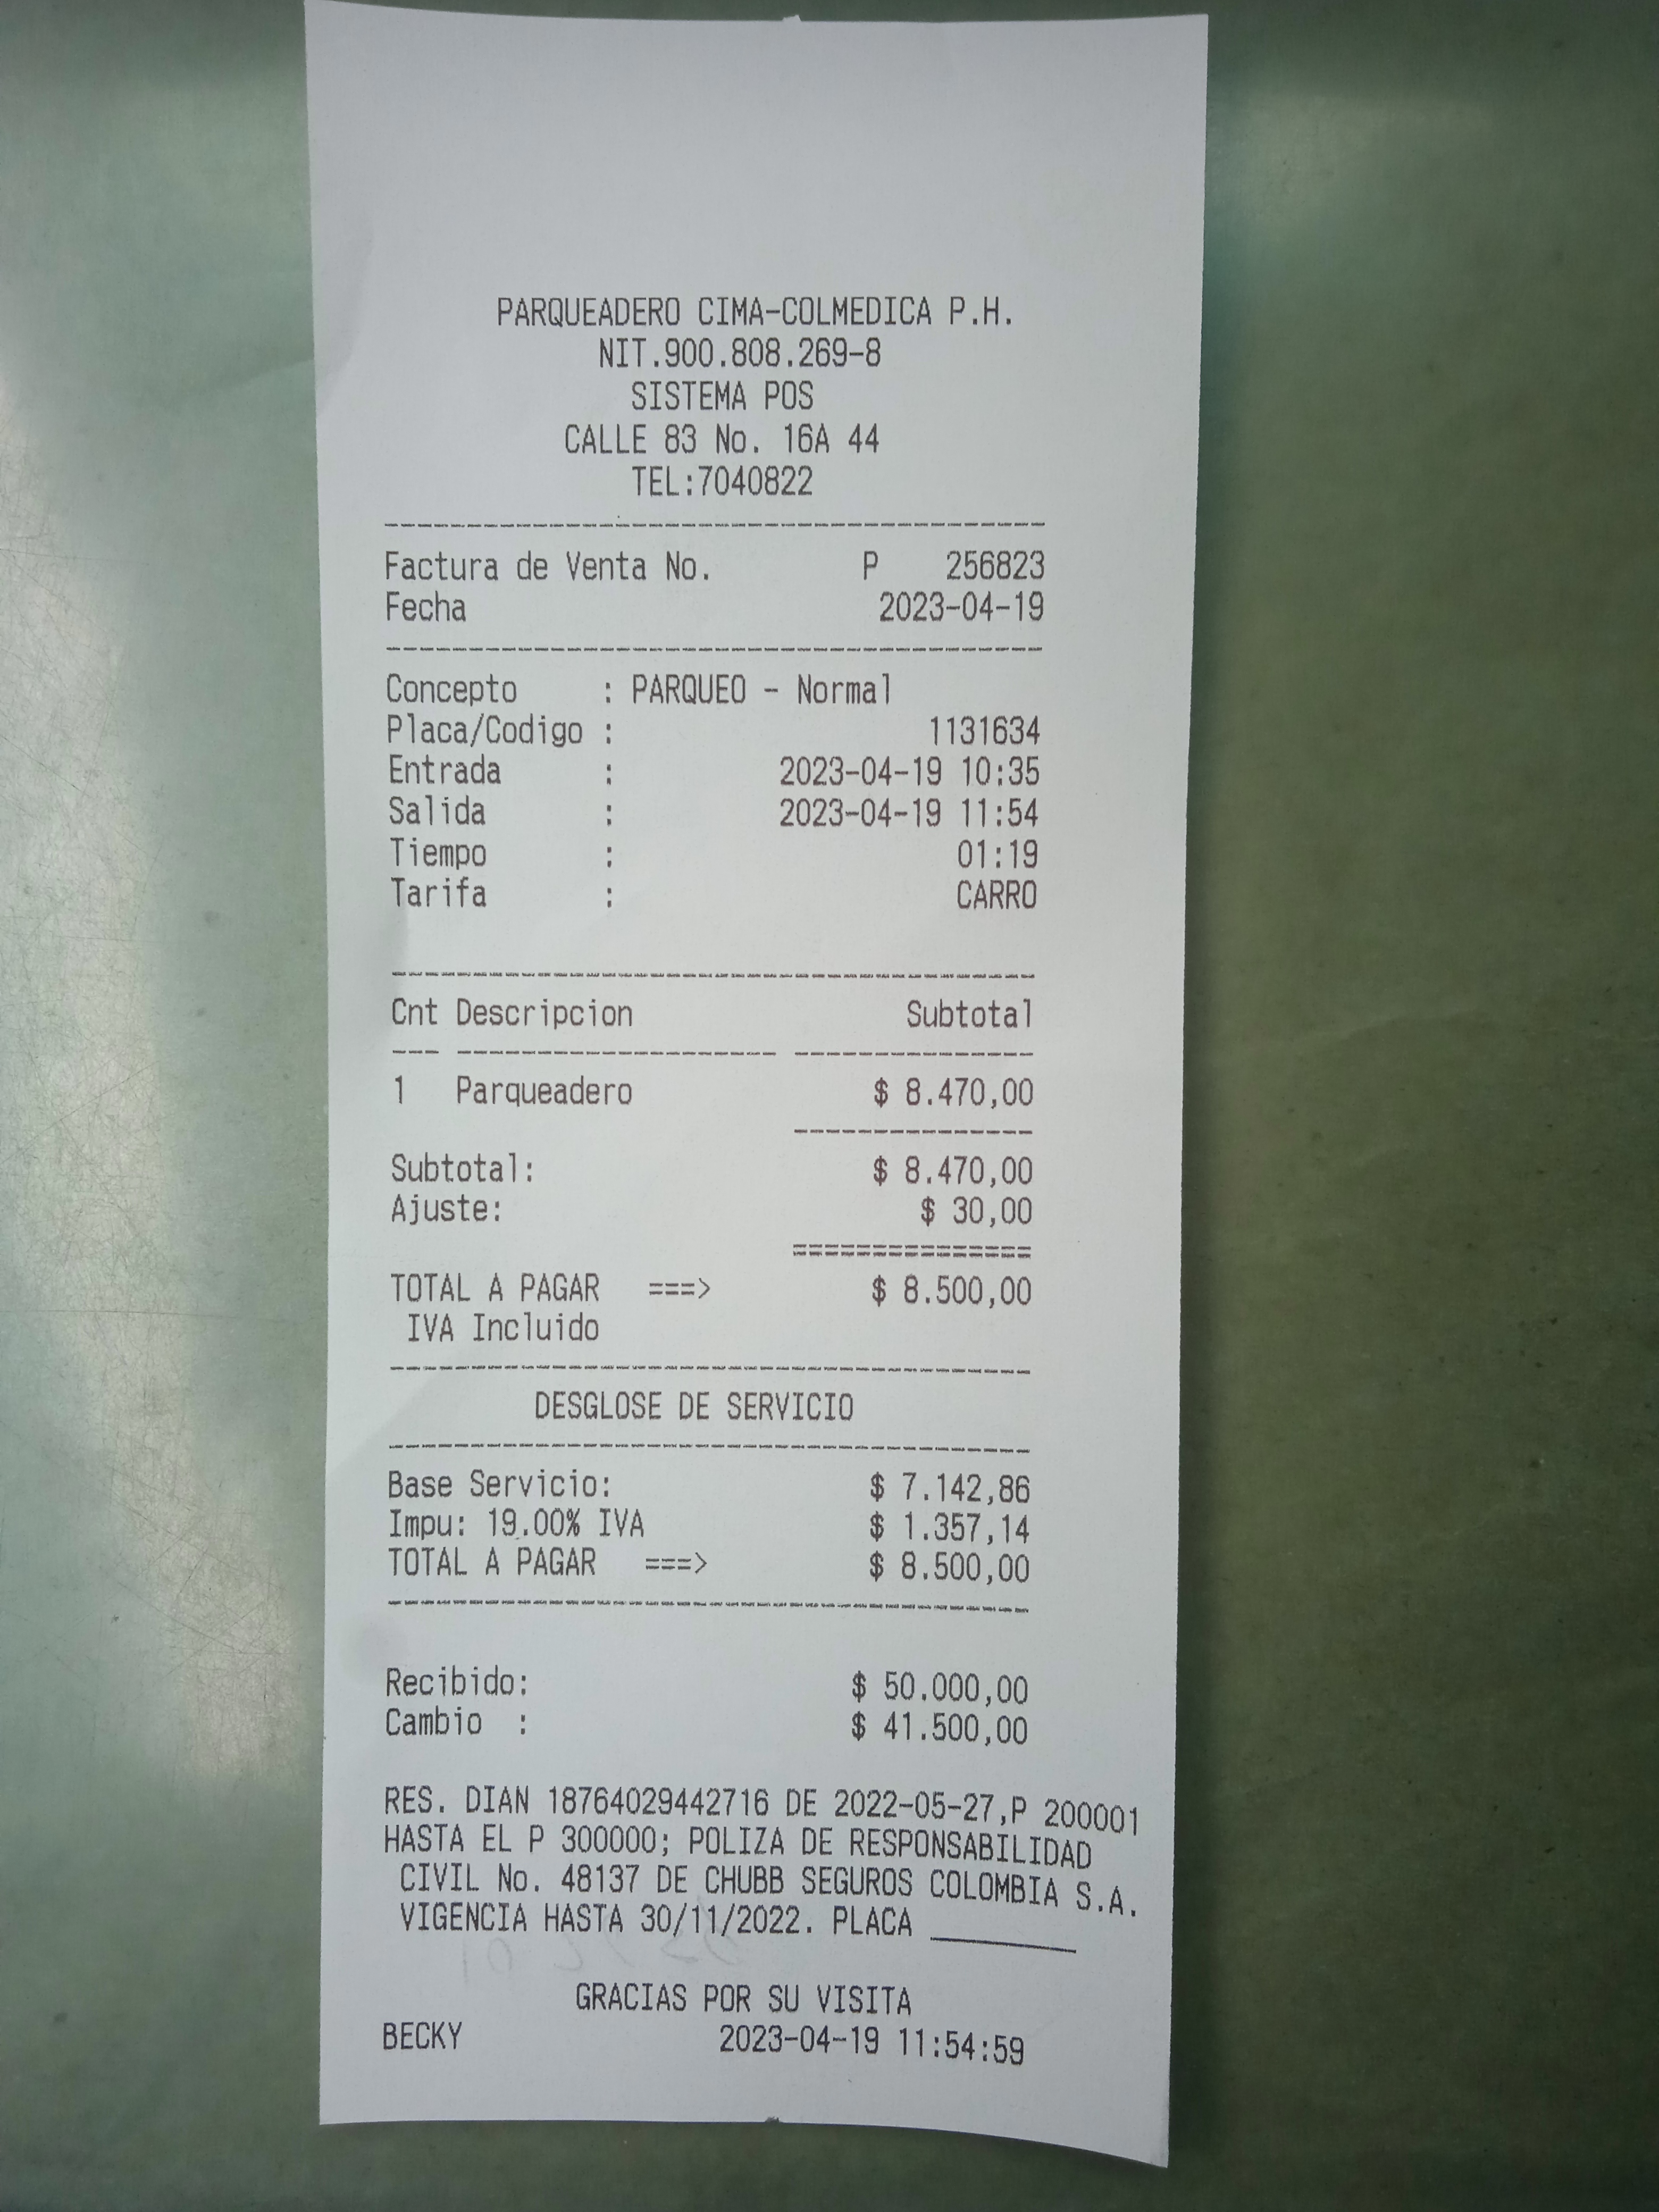 PARQUEADERO CIMA-COLMEDICA P.H.
NIT.900.808.269-8
SISTEMA POS
CALLE 83 No. 16A 44
TEL:7040822
Factura de Venta No. P 256823
Fecha 2023-04-19
Concepto : PARQUEO - Normal
Placa/Codigo : 1131634
Entrada : 2023-04-19 10:35
Salida : 2023-04-19 11:54
Tiempo : 01:19
Tarifa : CARRO
Cnt Descripcion Subtotal
1 Parqueadero $ 8.470,00
Subtotal: $ 8.470,00
Ajuste: $ 30,00
TOTAL A PAGAR ===> $ 8.500,00
IVA Incluido
DESGLOSE DE SERVICIO
Base Servicio: $ 7.142,86
Impu: 19.00% IVA $ 1.357,14
TOTAL A PAGAR ===> $ 8.500,00
Recibido: $ 50.000,00
Cambio : $ 41.500,00
RES. DIAN 18764029442716 DE 2022-05-27,P 200001
HASTA EL P 300000; POLIZA DE RESPONSABILIDAD
CIVIL No. 48137 DE CHUBB SEGUROS COLOMBIA S.A.
VIGENCIA HASTA 30/11/2022. PLACA
GRACIAS POR SU VISITA
BECKY 2023-04-19 11:54:59